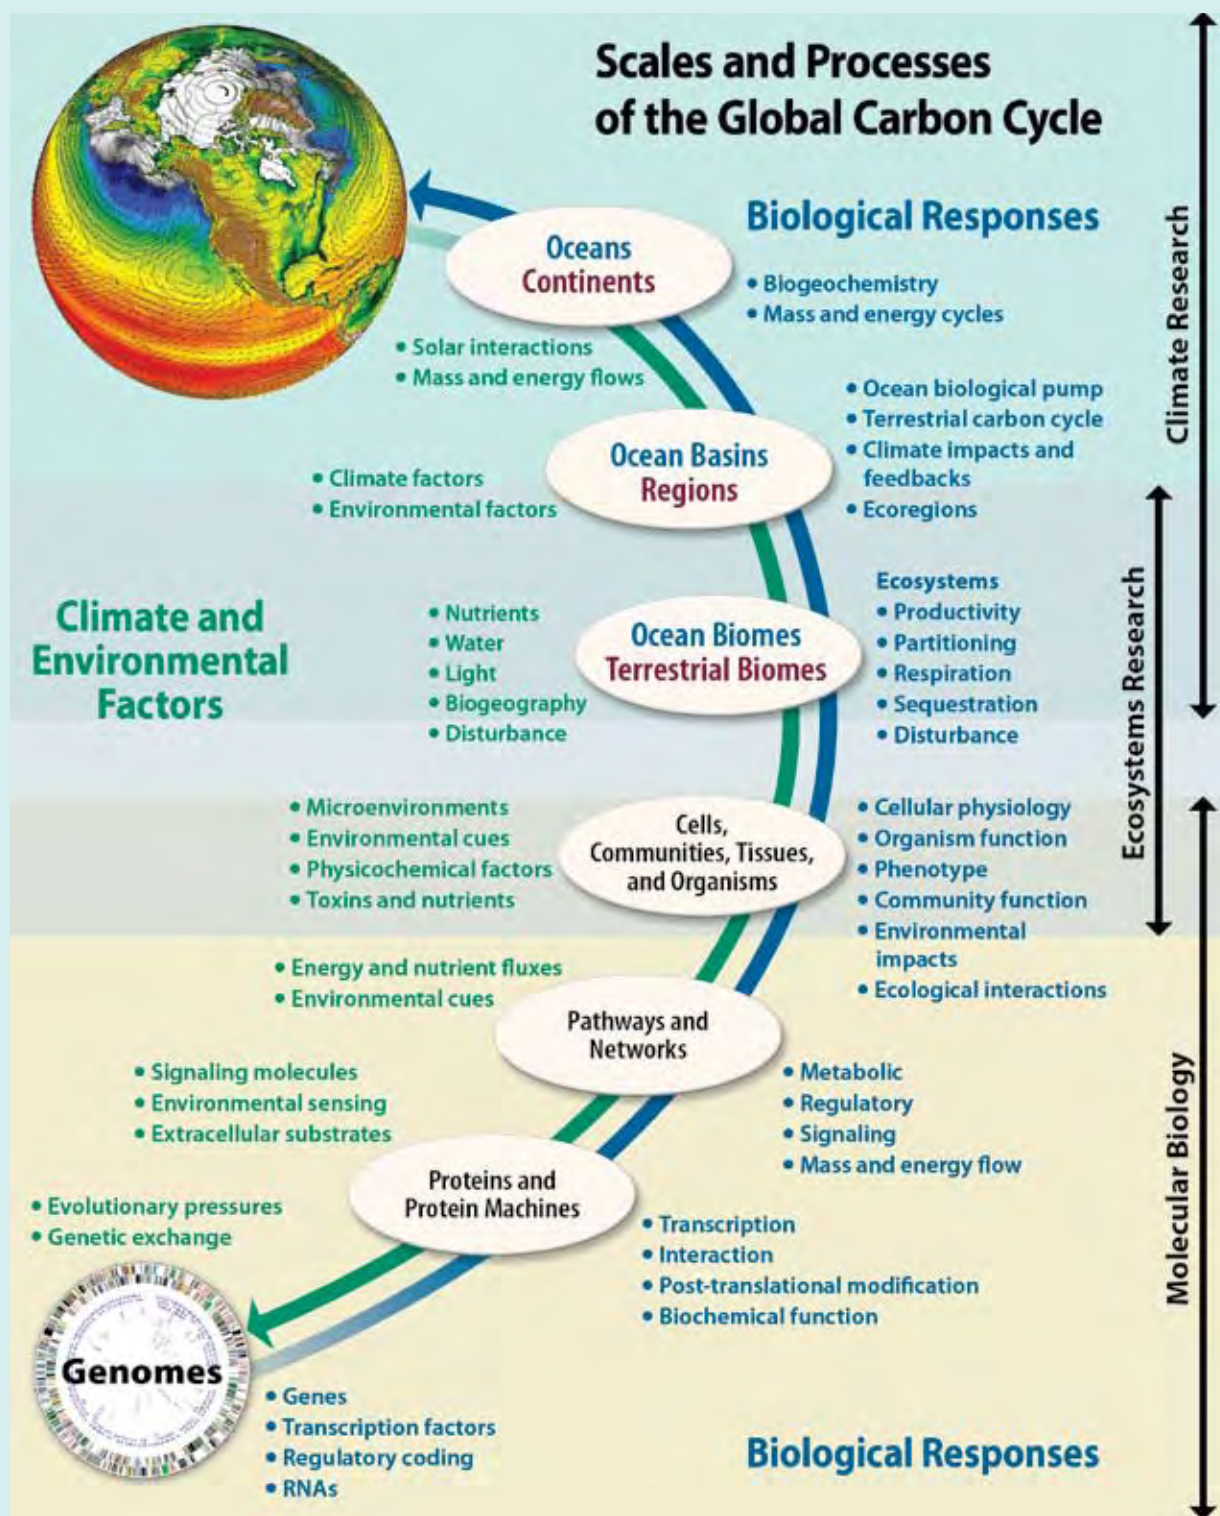 Scales and Processes
of the Global Carbon Cycle
Biological Responses
Oceans
Continents
• Biogeochemistry
• Mass and energy cycles
• Solar interactions
• Mass and energy flows
• Ocean biological pump
• Terrestrial carbon cycle
• Climate impacts and
feedbacks
• Ecoregions
Ocean Basins
Regions
• Climate factors
• Environmental factors
Climate Research
Climate and
Environmental
Factors
• Nutrients
• Water
• Light
• Biogeography
• Disturbance
Ocean Biomes
Terrestrial Biomes
Ecosystems
• Productivity
• Partitioning
• Respiration
• Sequestration
• Disturbance
Ecosystems Research
• Microenvironments
• Environmental cues
• Physicochemical factors
• Toxins and nutrients
Cells,
Communities, Tissues,
and Organisms
• Cellular physiology
• Organism function
• Phenotype
• Community function
• Environmental
impacts
• Ecological interactions
• Energy and nutrient fluxes
• Environmental cues
Pathways and
Networks
• Metabolic
• Regulatory
• Signaling
• Mass and energy flow
Molecular Biology
• Signaling molecules
• Environmental sensing
• Extracellular substrates
Proteins and
Protein Machines
• Transcription
• Interaction
• Post-translational modification
• Biochemical function
• Evolutionary pressures
• Genetic exchange
Genomes
• Genes
• Transcription factors
• Regulatory coding
• RNAs
Biological Responses